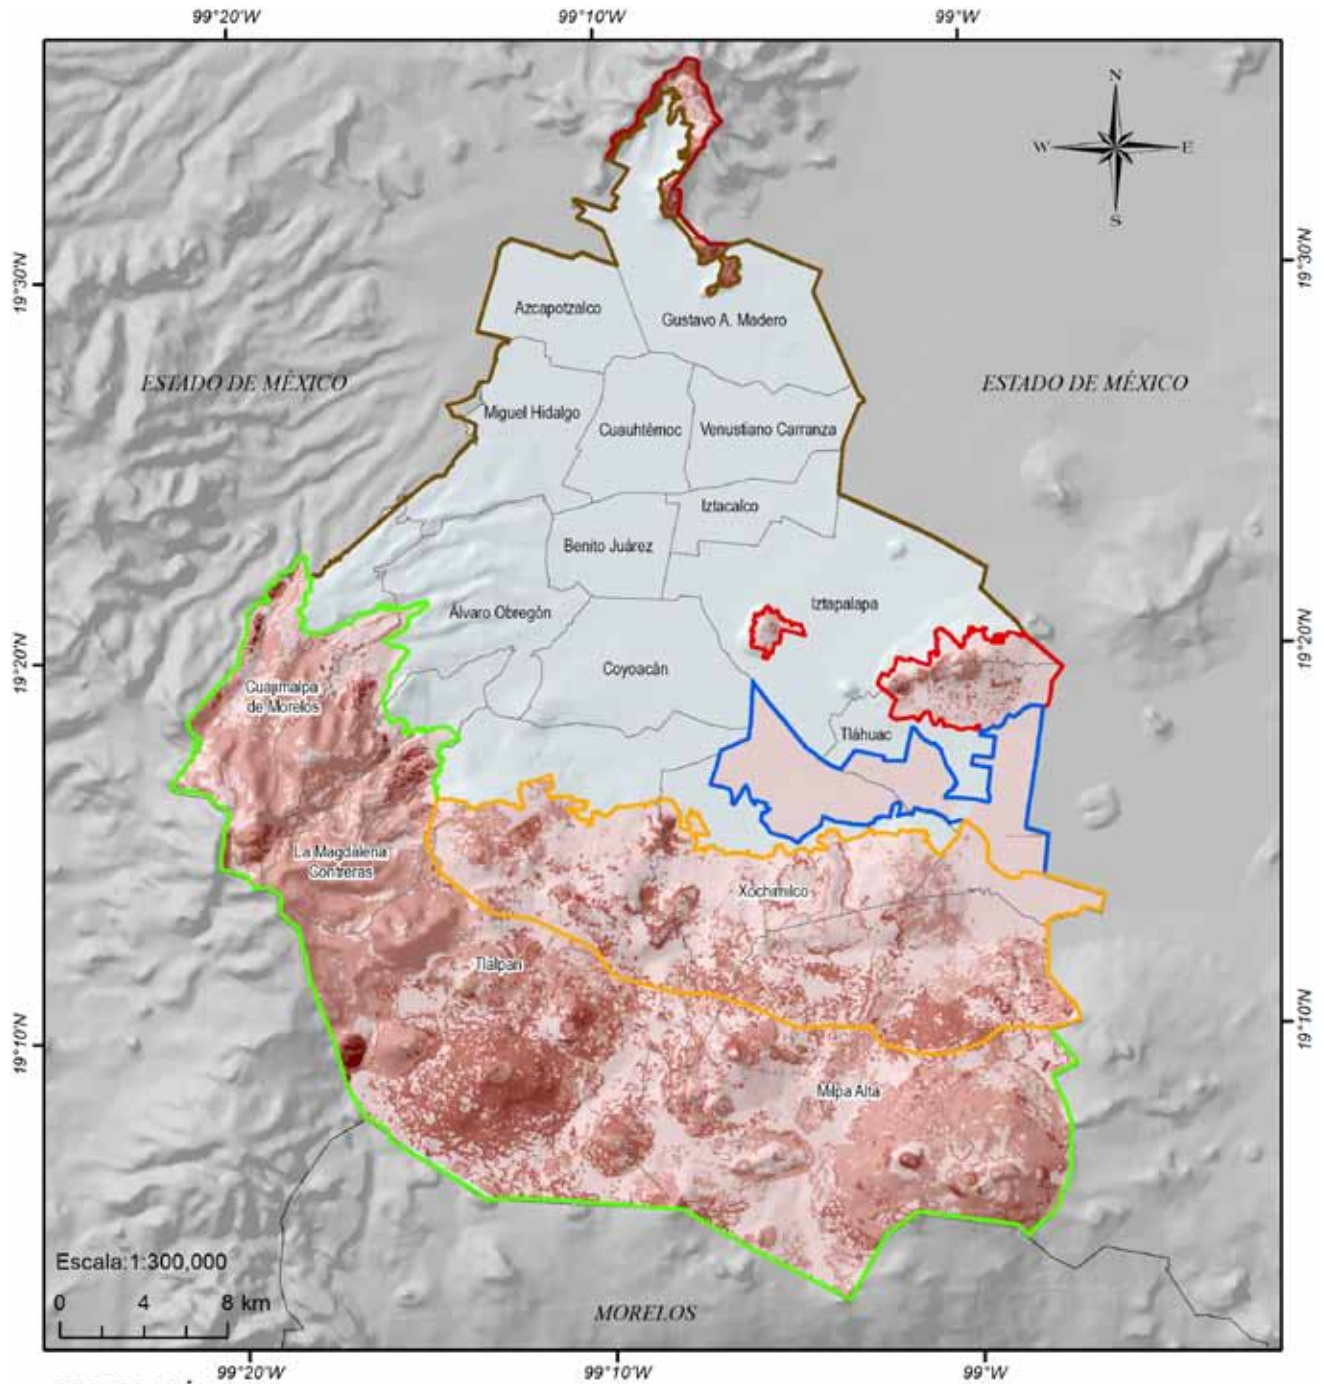 99°20'W 99°10'W 99°W
N
W E
S
19°30'N 19°30'N
Azcapotzalco
Gustavo A. Madero
ESTADO DE MÉXICO ESTADO DE MÉXICO
Miguel Hidalgo
Cuauhtémoc Venustiano Carranza
Iztacalco
Benito Juárez
Álvaro Obregón Iztapalapa
19°20'N 19°20'N
Coyoacán
Cuajimalpa
de Morelos
Tláhuac
La Magdalena
Contreras
Xochimilco
Tlalpan
19°10'N 19°10'N
Milpa Alta
Escala:1:300,000
0 4 8 km
MORELOS
99°20'W 99°10'W 99°W